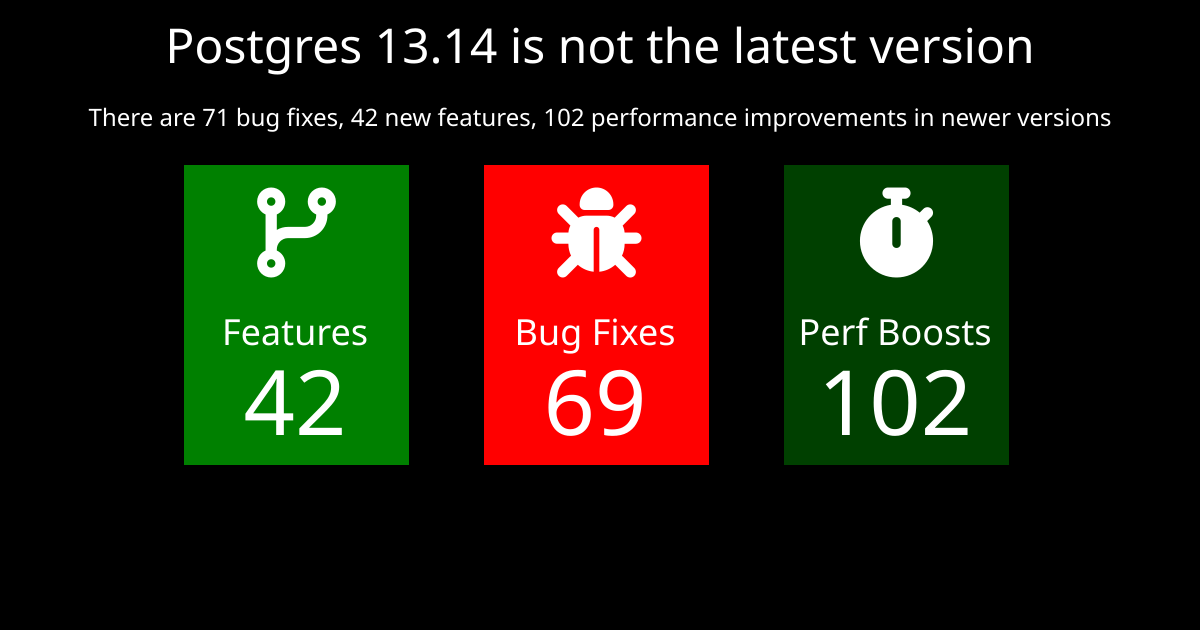 Postgres 13.14 is not the latest version
There are 71 bug fixes, 42 new features, 102 performance improvements in newer versions
Features
42
Bug Fixes
69
Perf Boosts
102